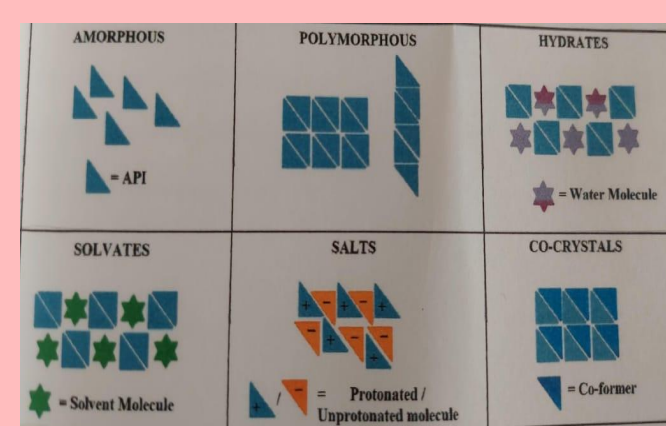 AMORPHOUS
= API
POLYMORPHOUS
HYDRATES
= Water Molecule
SOLVATES
= Solvent Molecule
SALTS
+ - + - +
- + - + -
+ / - = Protonated /
Unprotonated molecule
CO-CRYSTALS
= Co-former